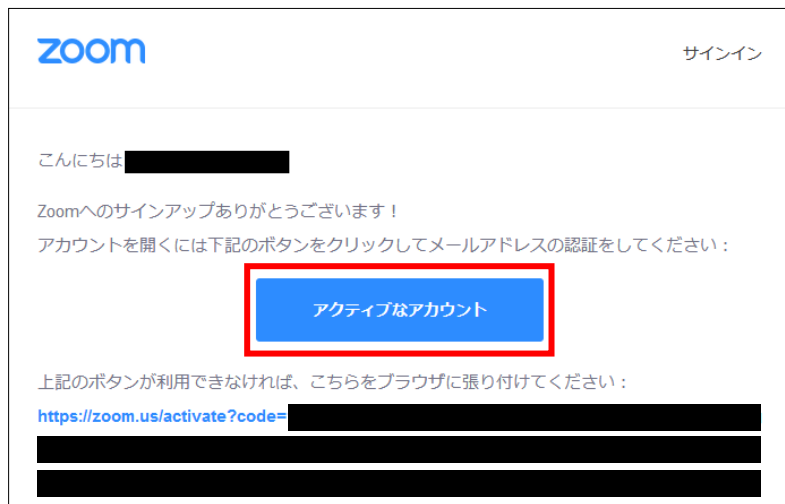 zoom
サインイン
こんにちは
Zoomへのサインアップありがとうございます！
アカウントを開くには下記のボタンをクリックしてメールアドレスの認証をしてください：
アクティブなアカウント
上記のボタンが利用できなければ、こちらをブラウザに張り付けてください：
https://zoom.us/activate?code=